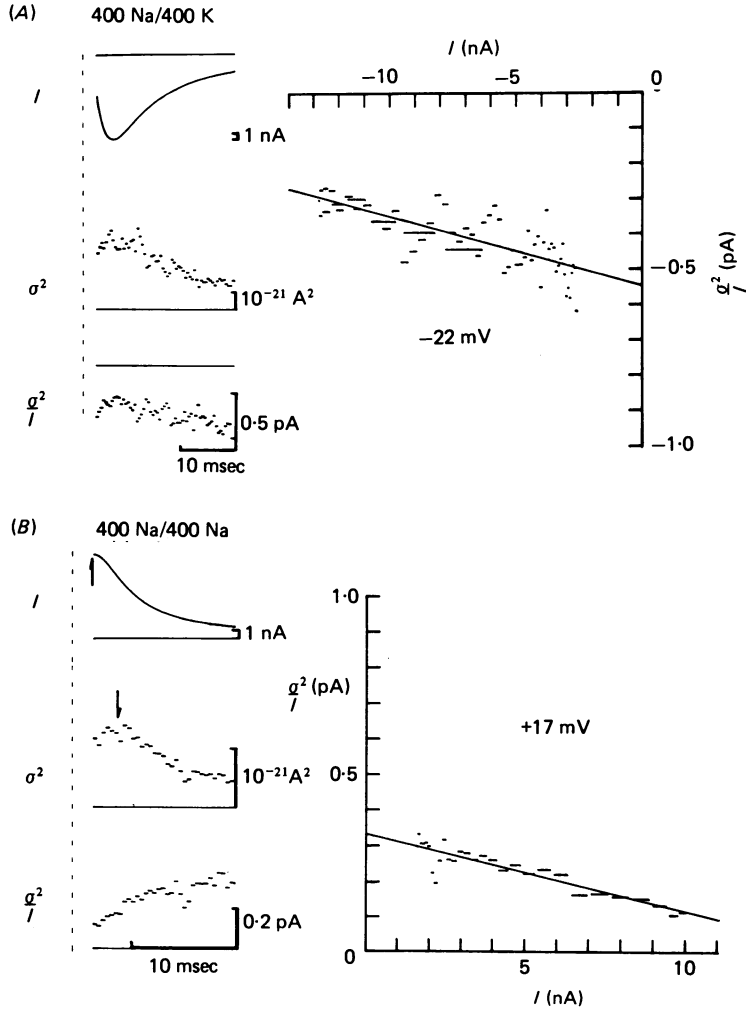 (A) 400 Na/400 K
I (nA)
−10 −5 0
I
1 nA
σ² 10⁻²¹ A²
−0·5
σ²/I (pA)
−22 mV
σ²/I 0·5 pA
−1·0
10 msec
(B) 400 Na/400 Na
I
1 nA
1·0
σ²/I (pA)
+17 mV
σ² 10⁻²¹A²
0·5
σ²/I 0·2 pA
10 msec
0 5 10
I (nA)